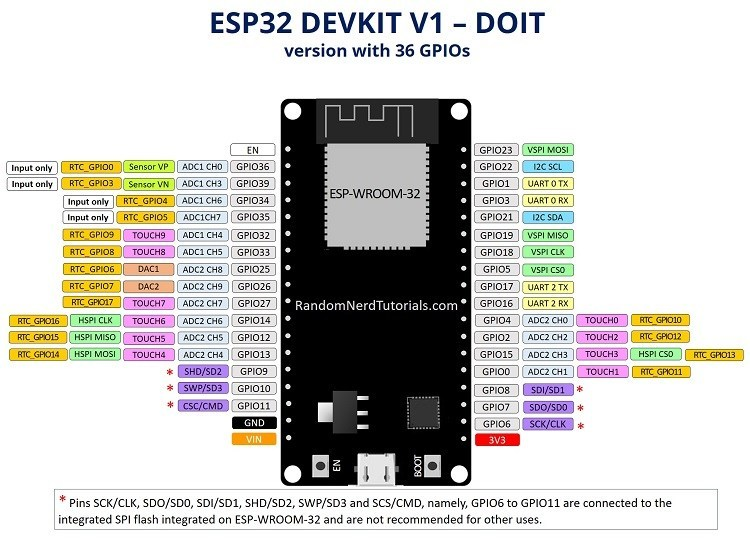 ESP32 DEVKIT V1 – DOIT
version with 36 GPIOs
EN
Input only RTC_GPIO0 Sensor VP ADC1 CH0 GPIO36
Input only RTC_GPIO3 Sensor VN ADC1 CH3 GPIO39
Input only RTC_GPIO4 ADC1 CH6 GPIO34
Input only RTC_GPIO5 ADC1CH7 GPIO35
RTC_GPIO9 TOUCH9 ADC1 CH4 GPIO32
RTC_GPIO8 TOUCH8 ADC1 CH5 GPIO33
RTC_GPIO6 DAC1 ADC2 CH8 GPIO25
RTC_GPIO7 DAC2 ADC2 CH9 GPIO26
RTC_GPIO17 TOUCH7 ADC2 CH7 GPIO27
RTC_GPIO16 HSPI CLK TOUCH6 ADC2 CH6 GPIO14
RTC_GPIO15 HSPI MISO TOUCH5 ADC2 CH5 GPIO12
RTC_GPIO14 HSPI MOSI TOUCH4 ADC2 CH4 GPIO13
* SHD/SD2 GPIO9
* SWP/SD3 GPIO10
* CSC/CMD GPIO11
GND
VIN
ESP-WROOM-32
RandomNerdTutorials.com
EN
BOOT
GPIO23 VSPI MOSI
GPIO22 I2C SCL
GPIO1 UART 0 TX
GPIO3 UART 0 RX
GPIO21 I2C SDA
GPIO19 VSPI MISO
GPIO18 VSPI CLK
GPIO5 VSPI CS0
GPIO17 UART 2 TX
GPIO16 UART 2 RX
GPIO4 ADC2 CH0 TOUCH0 RTC_GPIO10
GPIO2 ADC2 CH2 TOUCH2 RTC_GPIO12
GPIO15 ADC2 CH3 TOUCH3 HSPI CS0 RTC_GPIO13
GPIO0 ADC2 CH1 TOUCH1 RTC_GPIO11
GPIO8 SDI/SD1 *
GPIO7 SDO/SD0 *
GPIO6 SCK/CLK *
3V3
* Pins SCK/CLK, SDO/SD0, SDI/SD1, SHD/SD2, SWP/SD3 and SCS/CMD, namely, GPIO6 to GPIO11 are connected to the
integrated SPI flash integrated on ESP-WROOM-32 and are not recommended for other uses.